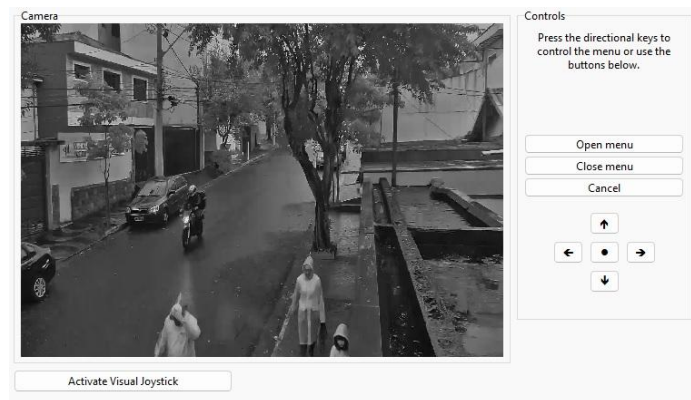 Camera
Controls
Press the directional keys to
control the menu or use the
buttons below.
Open menu
Close menu
Cancel
↑
← ● →
↓
Activate Visual Joystick